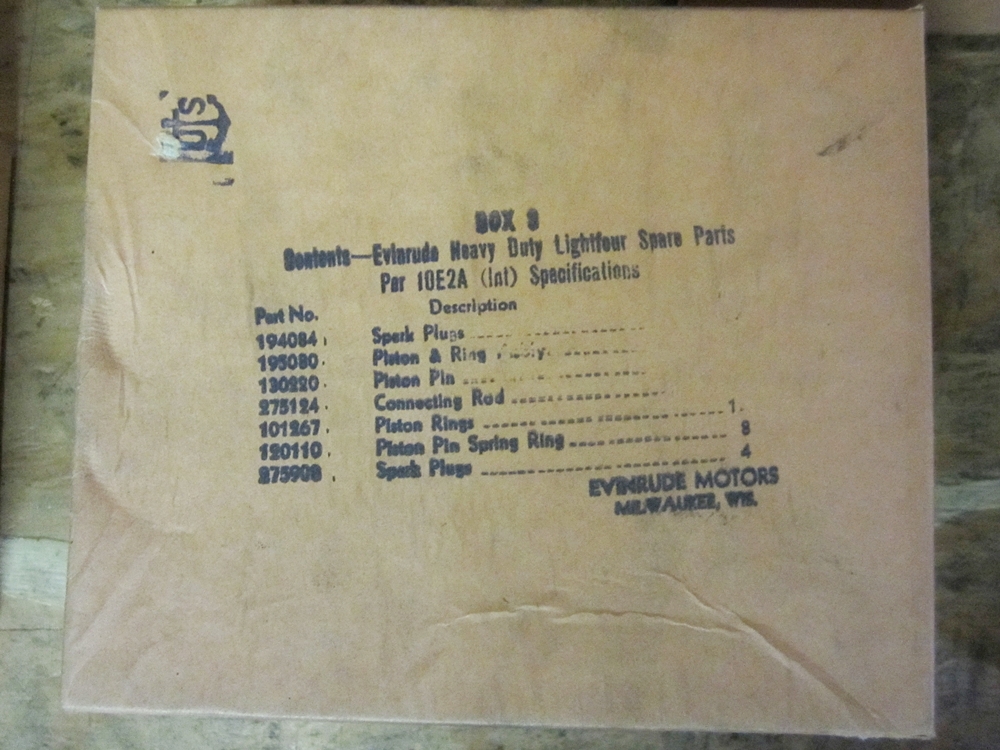 BOX 3
Contents—Evinrude Heavy Duty Lightfour Spare Parts
Per 10E2A (Int) Specifications
Part No. Description
194084 Spark Plugs
195080 Piston & Ring
130220 Piston Pin
275124 Connecting Rod
101267 Piston Rings 1
120110 Piston Pin Spring Ring 8
275908 Spark Plugs 4
EVINRUDE MOTORS
MILWAUKEE, WIS.